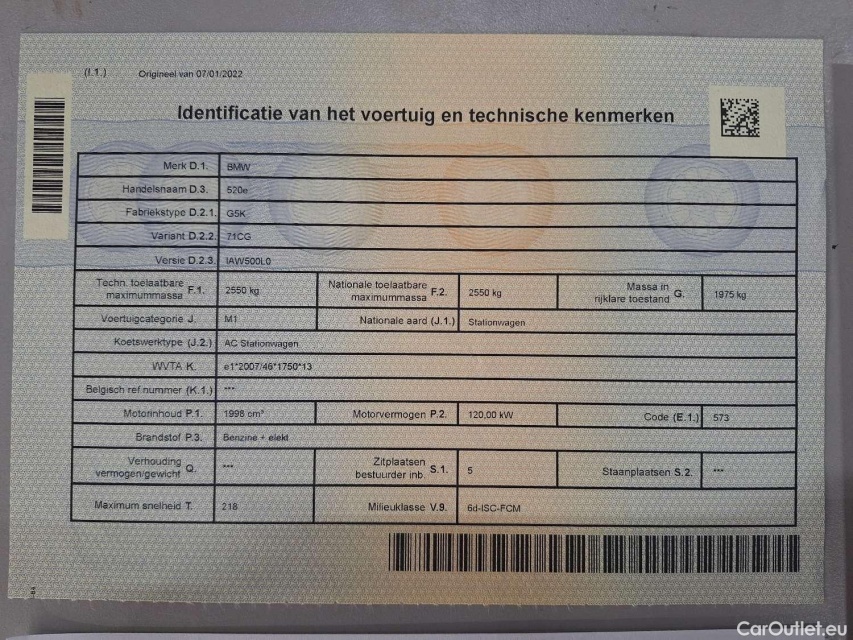 (I.1.) Origineel van 07/01/2022
Identificatie van het voertuig en technische kenmerken
Merk D.1. BMW
Handelsnaam D.3. 520e
Fabriekstype D.2.1. G5K
Variant D.2.2. 71CG
Versie D.2.3. IAW500L0
Techn. toelaatbare maximummassa F.1. 2550 kg Nationale toelaatbare maximummassa F.2. 2550 kg Massa in rijklare toestand G. 1975 kg
Voertuigcategorie J. M1 Nationale aard (J.1.) Stationwagen
Koetswerktype (J.2.) AC Stationwagen
WVTA K. e1*2007/46*1750*13
Belgisch ref.nummer (K.1.) ***
Motorinhoud P.1. 1998 cm³ Motorvermogen P.2. 120,00 kW Code (E.1.) 573
Brandstof P.3. Benzine + elekt
Verhouding vermogen/gewicht Q. *** Zitplaatsen bestuurder inb. S.1. 5 Staanplaatsen S.2. ***
Maximum snelheid T. 218 Milieuklasse V.9. 6d-ISC-FCM
CarOutlet.eu